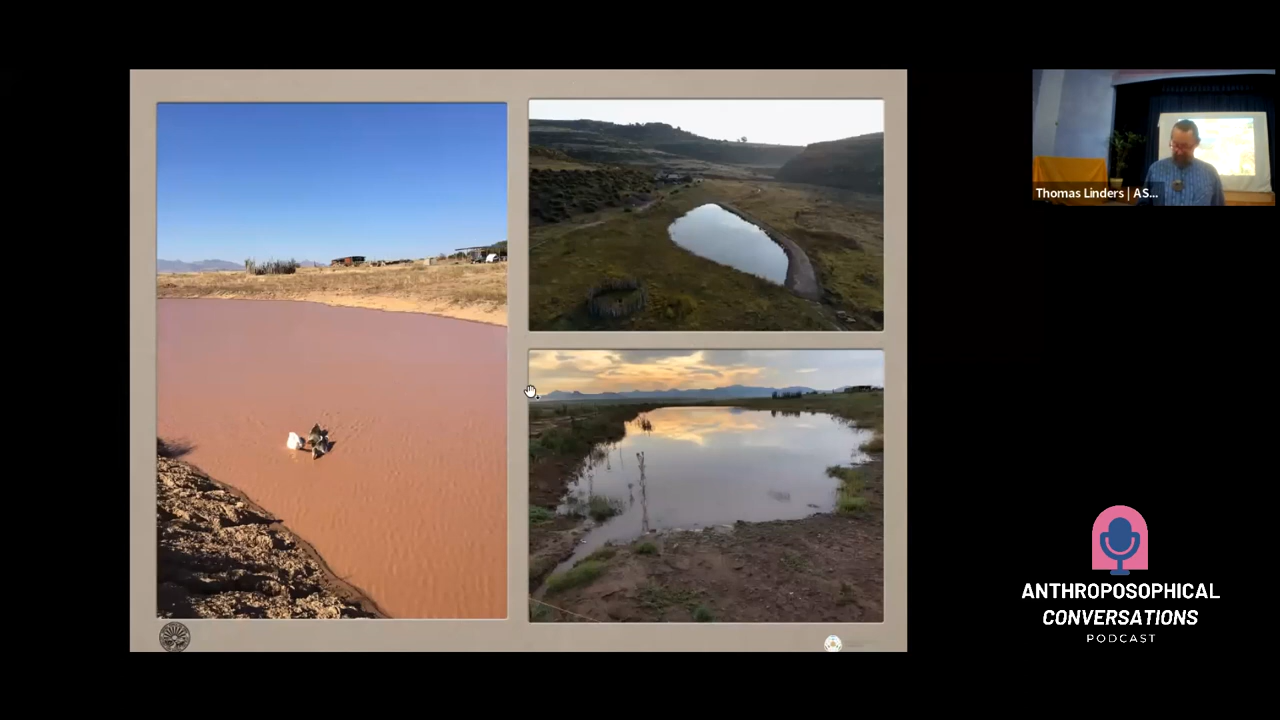 Thomas Linders | AS...
ANTHROPOSOPHICAL
CONVERSATIONS
PODCAST